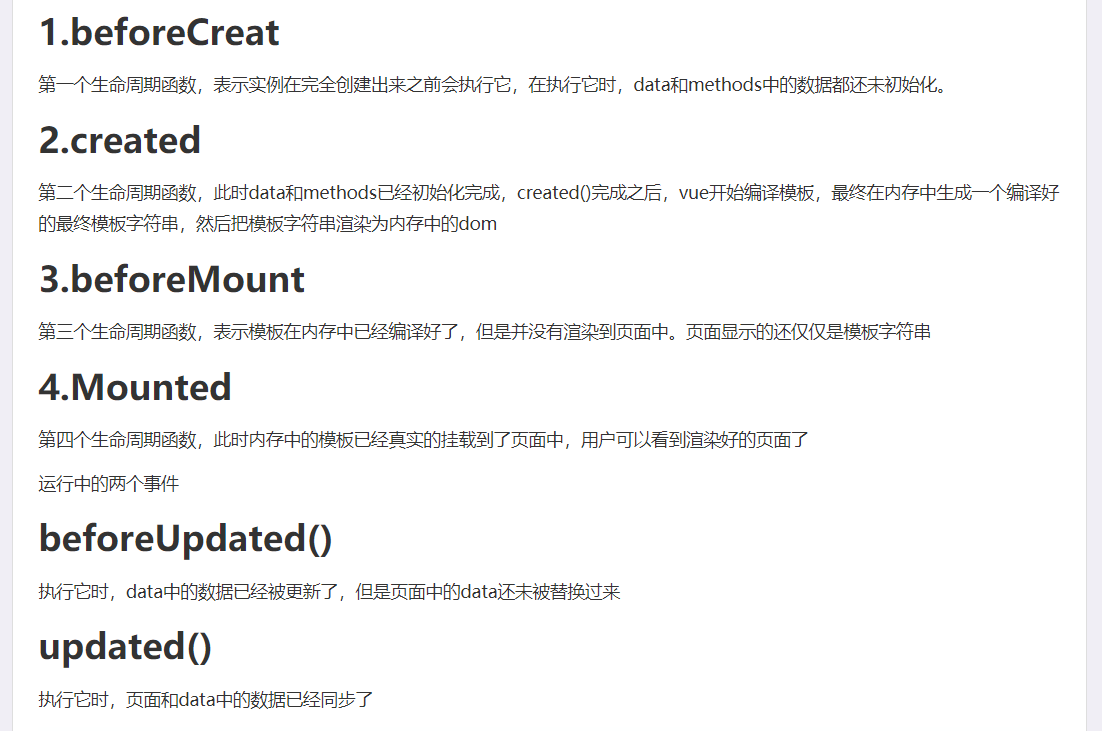 1.beforeCreat
第一个生命周期函数，表示实例在完全创建出来之前会执行它，在执行它时，data和methods中的数据都还未初始化。
2.created
第二个生命周期函数，此时data和methods已经初始化完成，created()完成之后，vue开始编译模板，最终在内存中生成一个编译好
的最终模板字符串，然后把模板字符串渲染为内存中的dom
3.beforeMount
第三个生命周期函数，表示模板在内存中已经编译好了，但是并没有渲染到页面中。页面显示的还仅仅是模板字符串
4.Mounted
第四个生命周期函数，此时内存中的模板已经真实的挂载到了页面中，用户可以看到渲染好的页面了
运行中的两个事件
beforeUpdated()
执行它时，data中的数据已经被更新了，但是页面中的data还未被替换过来
updated()
执行它时，页面和data中的数据已经同步了